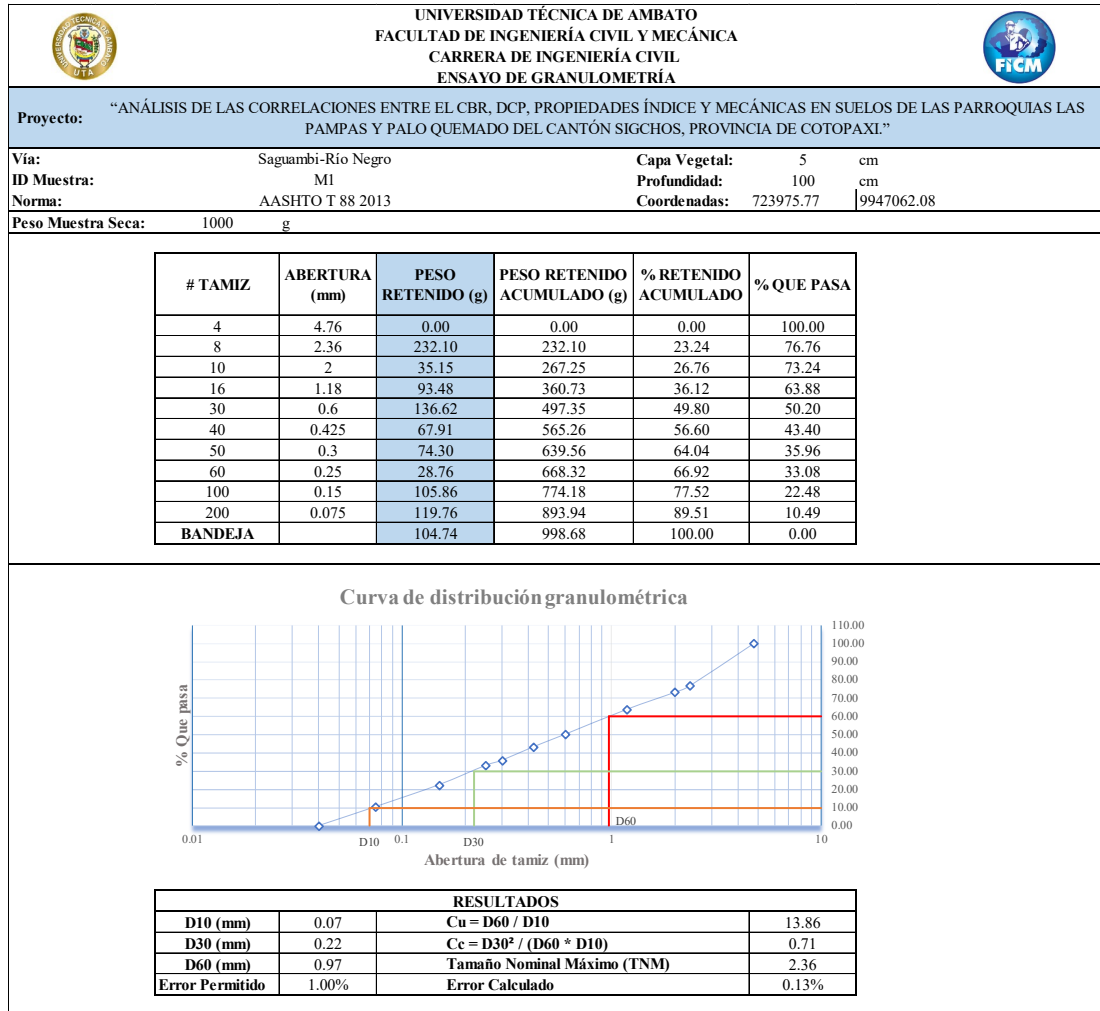 UNIVERSIDAD TÉCNICA DE AMBATO
FACULTAD DE INGENIERÍA CIVIL Y MECÁNICA
CARRERA DE INGENIERÍA CIVIL
ENSAYO DE GRANULOMETRÍA
UNIVERSIDAD TECNICA DE AMBATO
UTA
FICM
Proyecto: “ANÁLISIS DE LAS CORRELACIONES ENTRE EL CBR, DCP, PROPIEDADES ÍNDICE Y MECÁNICAS EN SUELOS DE LAS PARROQUIAS LAS
PAMPAS Y PALO QUEMADO DEL CANTÓN SIGCHOS, PROVINCIA DE COTOPAXI.”
Vía: Saguambi-Río Negro Capa Vegetal: 5 cm
ID Muestra: M1 Profundidad: 100 cm
Norma: AASHTO T 88 2013 Coordenadas: 723975.77 9947062.08
Peso Muestra Seca: 1000 g
# TAMIZ ABERTURA (mm) PESO RETENIDO (g) PESO RETENIDO ACUMULADO (g) % RETENIDO ACUMULADO % QUE PASA
4 4.76 0.00 0.00 0.00 100.00
8 2.36 232.10 232.10 23.24 76.76
10 2 35.15 267.25 26.76 73.24
16 1.18 93.48 360.73 36.12 63.88
30 0.6 136.62 497.35 49.80 50.20
40 0.425 67.91 565.26 56.60 43.40
50 0.3 74.30 639.56 64.04 35.96
60 0.25 28.76 668.32 66.92 33.08
100 0.15 105.86 774.18 77.52 22.48
200 0.075 119.76 893.94 89.51 10.49
BANDEJA 104.74 998.68 100.00 0.00
Curva de distribución granulométrica
110.00
100.00
90.00
80.00
70.00
60.00
50.00
40.00
30.00
20.00
10.00
0.00
% Que pasa
D60
0.01 D10 0.1 D30 1 10
Abertura de tamiz (mm)
RESULTADOS
D10 (mm) 0.07 Cu = D60 / D10 13.86
D30 (mm) 0.22 Cc = D30² / (D60 * D10) 0.71
D60 (mm) 0.97 Tamaño Nominal Máximo (TNM) 2.36
Error Permitido 1.00% Error Calculado 0.13%